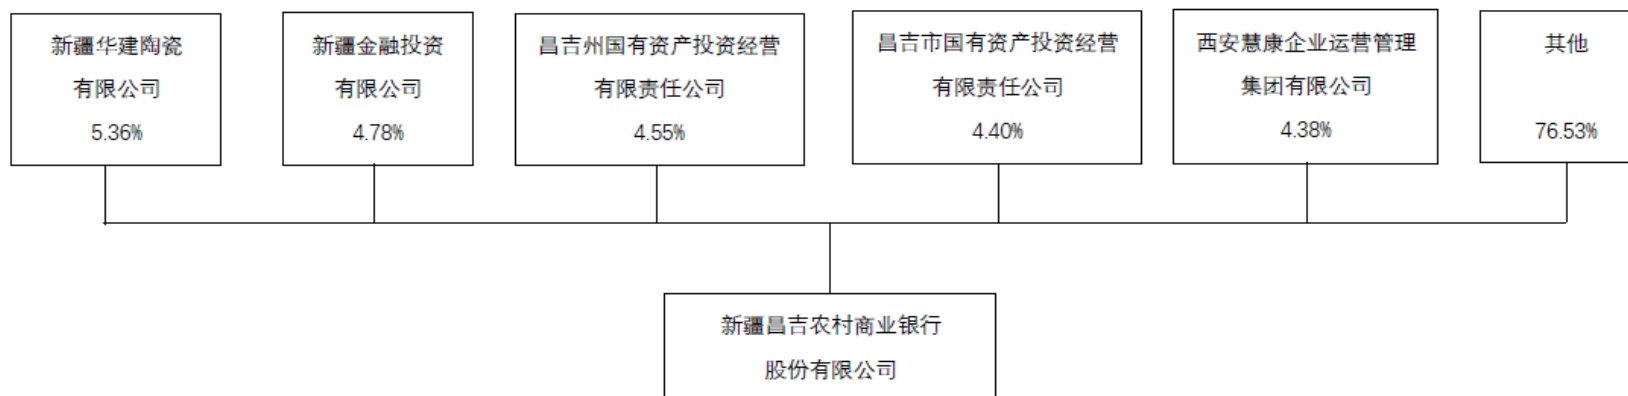 新疆华建陶瓷
有限公司
5.36%
新疆金融投资
有限公司
4.78%
昌吉州国有资产投资经营
有限责任公司
4.55%
昌吉市国有资产投资经营
有限责任公司
4.40%
西安慧康企业运营管理
集团有限公司
4.38%
其他
76.53%
新疆昌吉农村商业银行
股份有限公司